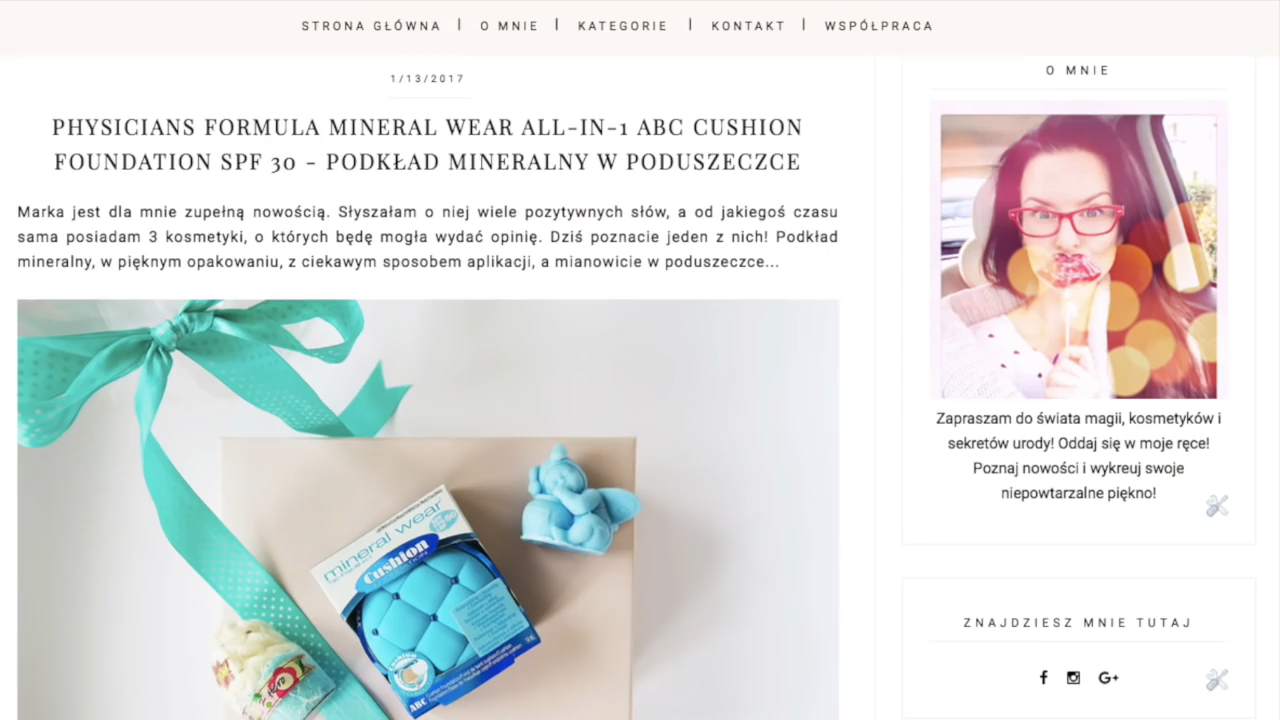 STRONA GŁÓWNA | O MNIE | KATEGORIE | KONTAKT | WSPÓŁPRACA
1/13/2017
PHYSICIANS FORMULA MINERAL WEAR ALL-IN-1 ABC CUSHION
FOUNDATION SPF 30 - PODKŁAD MINERALNY W PODUSZECZCE
Marka jest dla mnie zupełną nowością. Słyszałam o niej wiele pozytywnych słów, a od jakiegoś czasu
sama posiadam 3 kosmetyki, o których będę mogła wydać opinię. Dziś poznacie jeden z nich! Podkład
mineralny, w pięknym opakowaniu, z ciekawym sposobem aplikacji, a mianowicie w poduszeczce...
mineral wear
Cushion
ABC
O MNIE
Zapraszam do świata magii, kosmetyków i
sekretów urody! Oddaj się w moje ręce!
Poznaj nowości i wykreuj swoje
niepowtarzalne piękno!
ZNAJDZIESZ MNIE TUTAJ
G+